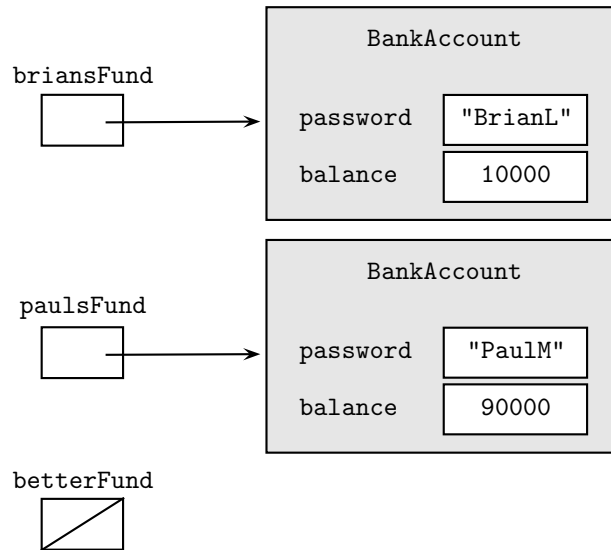 BankAccount
briansFund
password "BrianL"
balance 10000
BankAccount
paulsFund
password "PaulM"
balance 90000
betterFund